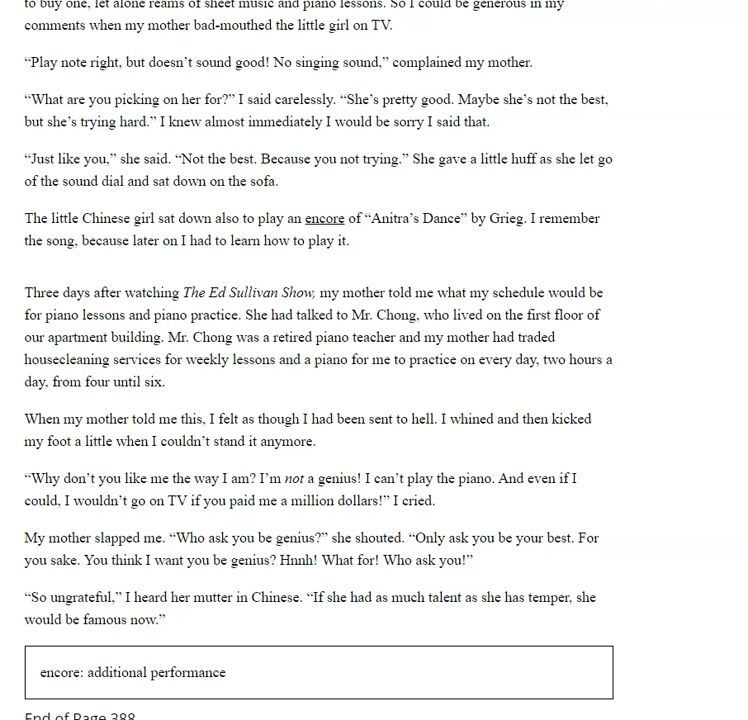 to buy one, let alone reams of sheet music and piano lessons. So I could be generous in my
comments when my mother bad-mouthed the little girl on TV.
“Play note right, but doesn’t sound good! No singing sound,” complained my mother.
“What are you picking on her for?” I said carelessly. “She’s pretty good. Maybe she’s not the best,
but she’s trying hard.” I knew almost immediately I would be sorry I said that.
“Just like you,” she said. “Not the best. Because you not trying.” She gave a little huff as she let go
of the sound dial and sat down on the sofa.
The little Chinese girl sat down also to play an encore of “Anitra’s Dance” by Grieg. I remember
the song, because later on I had to learn how to play it.
Three days after watching The Ed Sullivan Show, my mother told me what my schedule would be
for piano lessons and piano practice. She had talked to Mr. Chong, who lived on the first floor of
our apartment building. Mr. Chong was a retired piano teacher and my mother had traded
housecleaning services for weekly lessons and a piano for me to practice on every day, two hours a
day, from four until six.
When my mother told me this, I felt as though I had been sent to hell. I whined and then kicked
my foot a little when I couldn’t stand it anymore.
“Why don’t you like me the way I am? I’m not a genius! I can’t play the piano. And even if I
could, I wouldn’t go on TV if you paid me a million dollars!” I cried.
My mother slapped me. “Who ask you be genius?” she shouted. “Only ask you be your best. For
you sake. You think I want you be genius? Hnnh! What for! Who ask you!”
“So ungrateful,” I heard her mutter in Chinese. “If she had as much talent as she has temper, she
would be famous now.”
encore: additional performance
End of Page 388